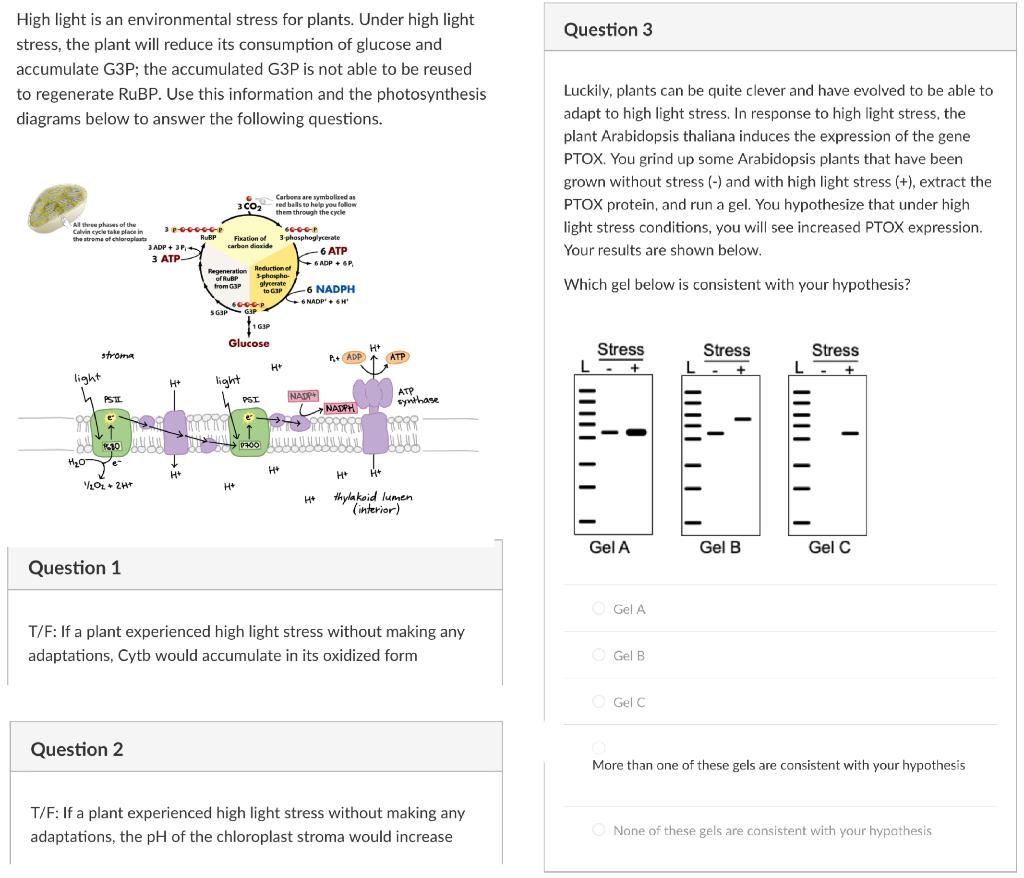 High light is an environmental stress for plants. Under high light
stress, the plant will reduce its consumption of glucose and
accumulate G3P; the accumulated G3P is not able to be reused
to regenerate RuBP. Use this information and the photosynthesis
diagrams below to answer the following questions.
All three phases of the
Calvin cycle take place in
the stroma of chloroplasts
Carbons are symbolized as
red balls to help you follow
them through the cycle
3 CO2
3 P P
RuBP
6 P
3-phosphoglycerate
Fixation of
carbon dioxide
3 ADP + 3 Pi
3 ATP
6 ATP
6 ADP + 6 Pi
Regeneration
of RuBP
from G3P
Reduction of
3-phospho-
glycerate
to G3P
6 NADPH
6 NADP+ + 6 H+
6 P
G3P
5 G3P
1 G3P
Glucose
stroma
light
PSII
e-
P680
H2O
e-
1/2O2 + 2H+
H+
H+
light
PSI
e-
P700
H+
NADP+
NADPH
Pi+ ADP
H+
ATP
ATP
synthase
H+
H+
H+
H+
H+
thylakoid lumen
(interior)
Question 1
T/F: If a plant experienced high light stress without making any
adaptations, Cytb would accumulate in its oxidized form
Question 2
T/F: If a plant experienced high light stress without making any
adaptations, the pH of the chloroplast stroma would increase
Question 3
Luckily, plants can be quite clever and have evolved to be able to
adapt to high light stress. In response to high light stress, the
plant Arabidopsis thaliana induces the expression of the gene
PTOX. You grind up some Arabidopsis plants that have been
grown without stress (-) and with high light stress (+), extract the
PTOX protein, and run a gel. You hypothesize that under high
light stress conditions, you will see increased PTOX expression.
Your results are shown below.
Which gel below is consistent with your hypothesis?
Stress
L - +
Gel A
Stress
L - +
Gel B
Stress
L - +
Gel C
Gel A
Gel B
Gel C
More than one of these gels are consistent with your hypothesis
None of these gels are consistent with your hypothesis